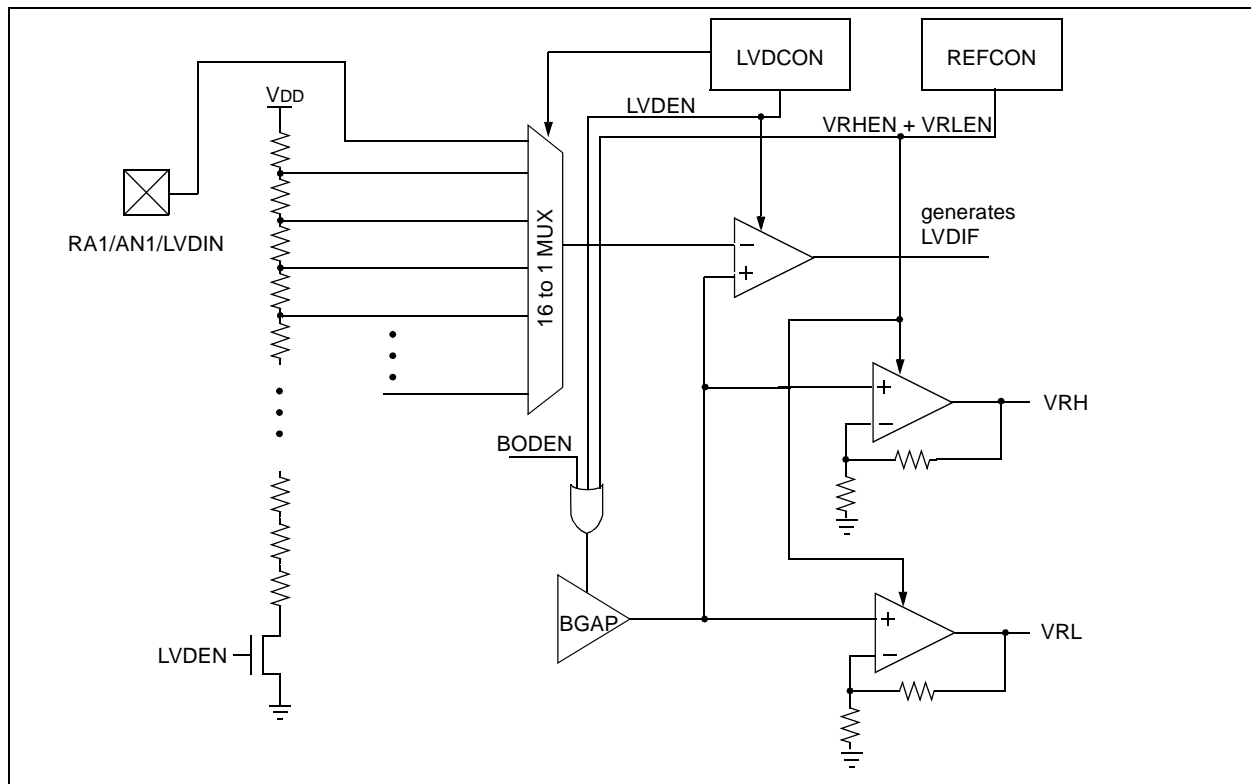 LVDCON
REFCON
VDD
LVDEN
VRHEN + VRLEN
RA1/AN1/LVDIN
16 to 1 MUX
generates
LVDIF
−
+
+
−
VRH
BODEN
BGAP
+
−
VRL
LVDEN